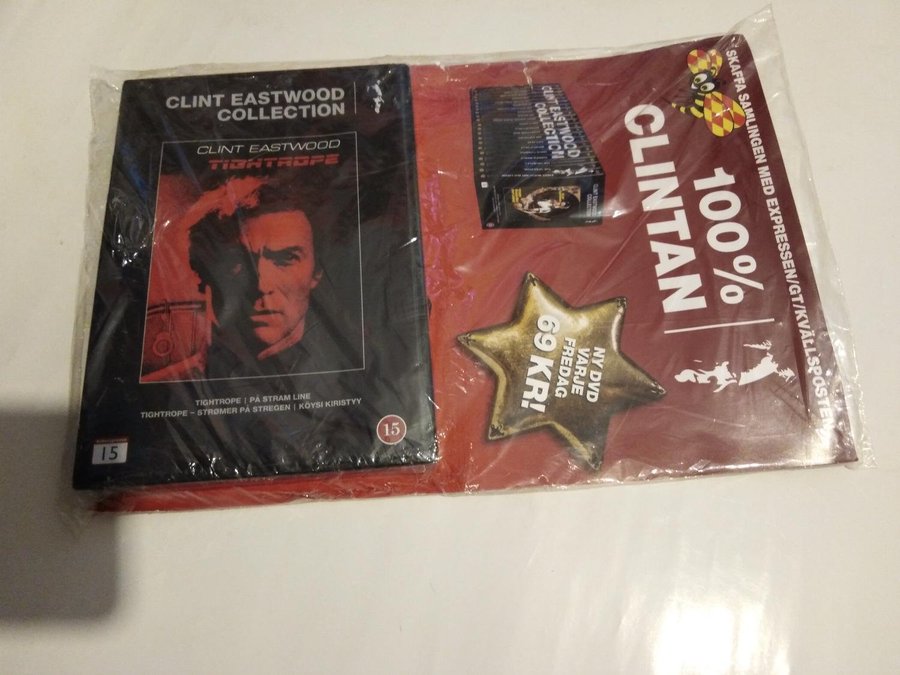 CLINT EASTWOOD
COLLECTION
CLINT EASTWOOD
TIGHTROPE
TIGHTROPE | PÅ STRAM LINE
TIGHTROPE – STRØMER PÅ STREGEN | KÖYSI KIRISTYY
15
15
SKAFFA SAMLINGEN MED EXPRESSEN/GT/KVÄLLSPOSTEN
100%
CLINTAN
CLINT EASTWOOD
COLLECTION
NY DVD
VARJE
FREDAG
69 KR!